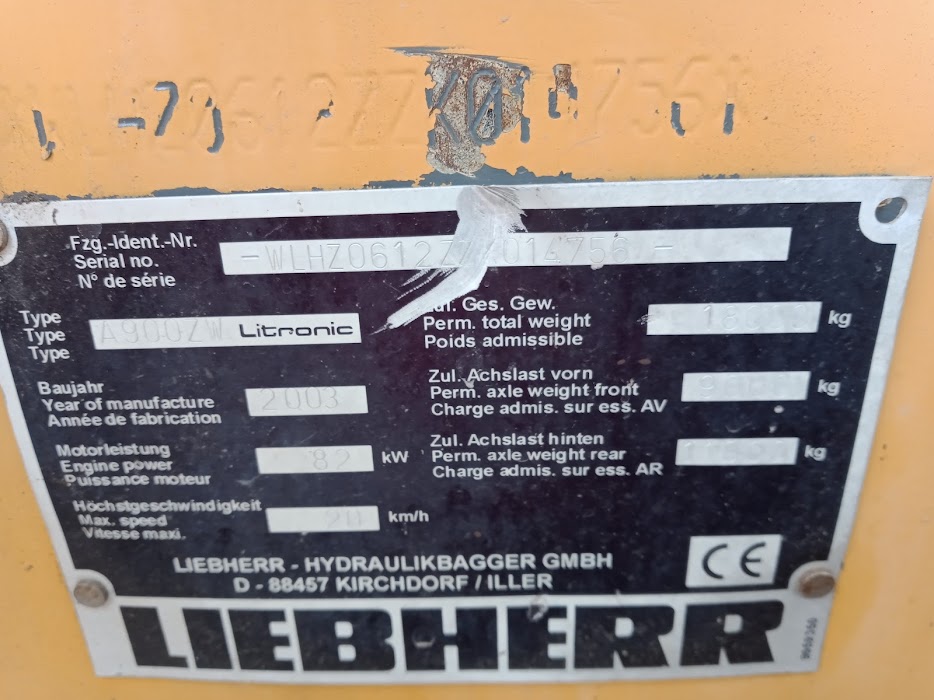 Fzg.-Ident.-Nr.
Serial no.
N° de série
Type
Type
Type
A900ZW Litronic
Baujahr
Year of manufacture
Année de fabrication
2003
Motorleistung
Engine power
Puissance moteur
82 kW
Höchstgeschwindigkeit
Max. speed
Vitesse maxi.
20 km/h
Ges. Gew.
Perm. total weight
Poids admissible
kg
Zul. Achslast vorn
Perm. axle weight front
Charge admis. sur ess. AV
kg
Zul. Achslast hinten
Perm. axle weight rear
Charge admis. sur ess. AR
kg
LIEBHERR - HYDRAULIKBAGGER GMBH
D - 88457 KIRCHDORF / ILLER
CE
LIEBHERR